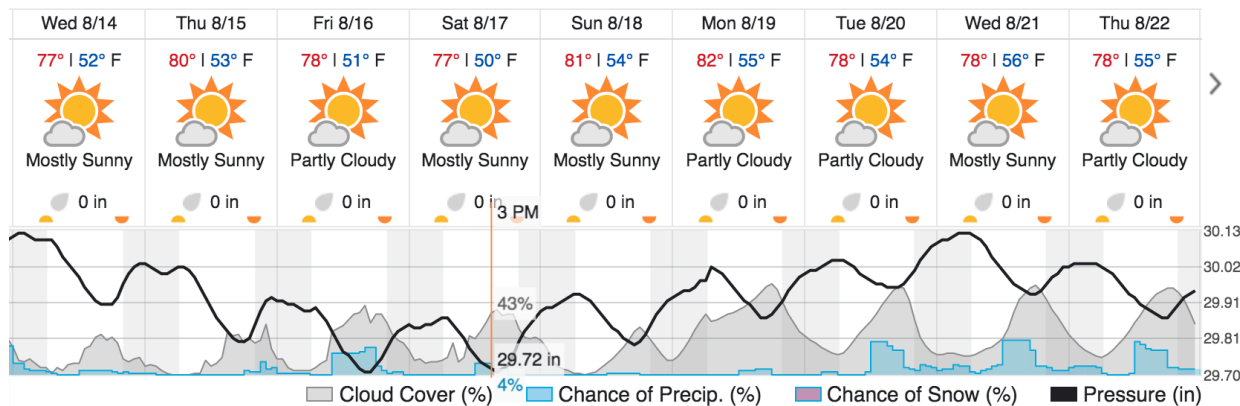 Wed 8/14 Thu 8/15 Fri 8/16 Sat 8/17 Sun 8/18 Mon 8/19 Tue 8/20 Wed 8/21 Thu 8/22
77° | 52° F 80° | 53° F 78° | 51° F 77° | 50° F 81° | 54° F 82° | 55° F 78° | 54° F 78° | 56° F 78° | 55° F
Mostly Sunny Mostly Sunny Partly Cloudy Mostly Sunny Mostly Sunny Partly Cloudy Partly Cloudy Mostly Sunny Partly Cloudy
0 in 0 in 0 in 0 in 0 in 0 in 0 in 0 in 0 in
3 PM
30.13
30.02
43% 29.91
29.81
29.72 in
4% 29.70
Cloud Cover (%) Chance of Precip. (%) Chance of Snow (%) Pressure (in)